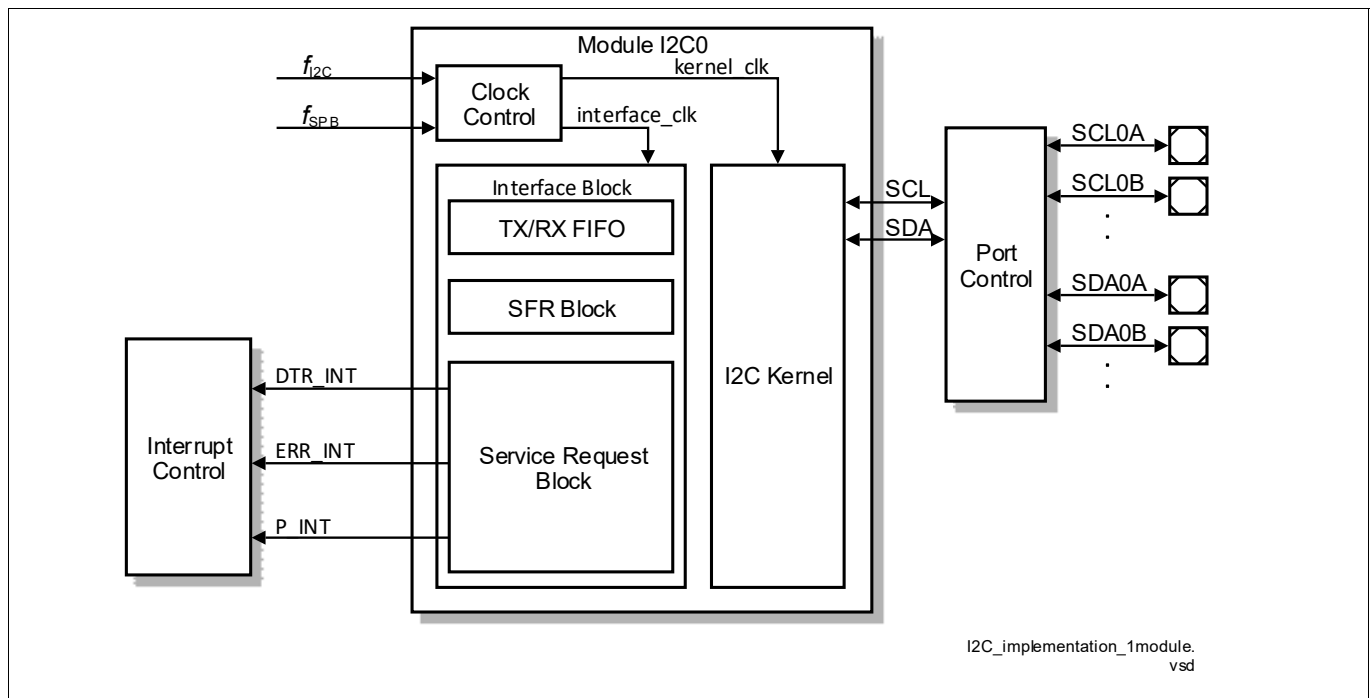 Module I2C0
fI2C
kernel_clk
Clock
Control
fSPB
interface_clk
SCL0A
SCL0B
.
.
Interface Block
TX/RX FIFO
SCL
SDA
Port
Control
SDA0A
SDA0B
.
.
SFR Block
I2C Kernel
DTR_INT
Interrupt
Control
ERR_INT
Service Request
Block
P_INT
I2C_implementation_1module.
vsd